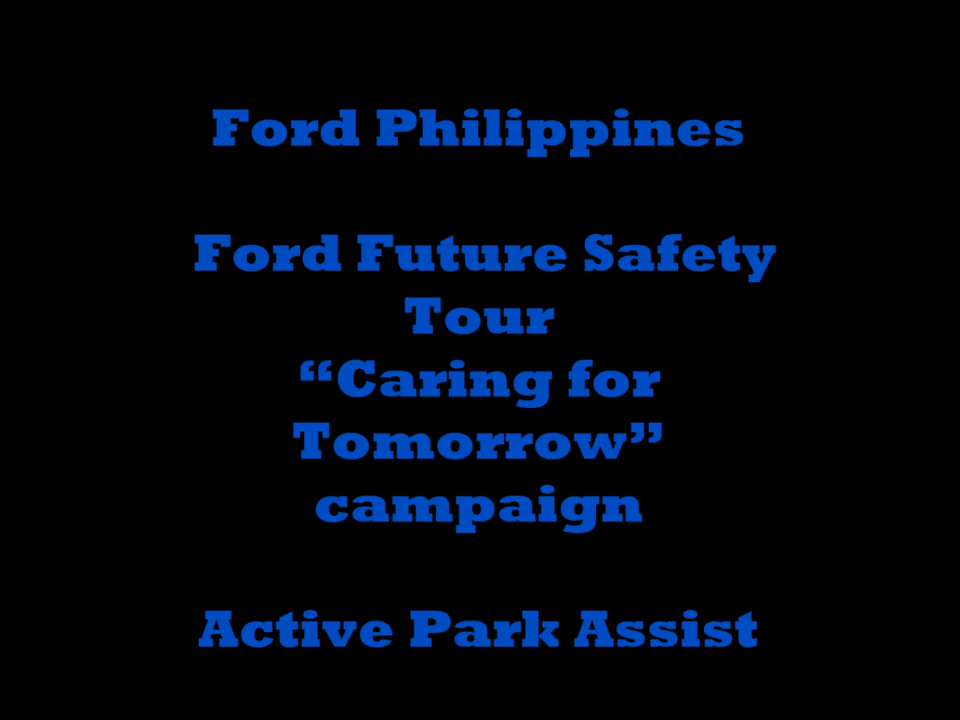 Ford Philippines
Ford Future Safety
Tour
“Caring for
Tomorrow”
campaign
Active Park Assist